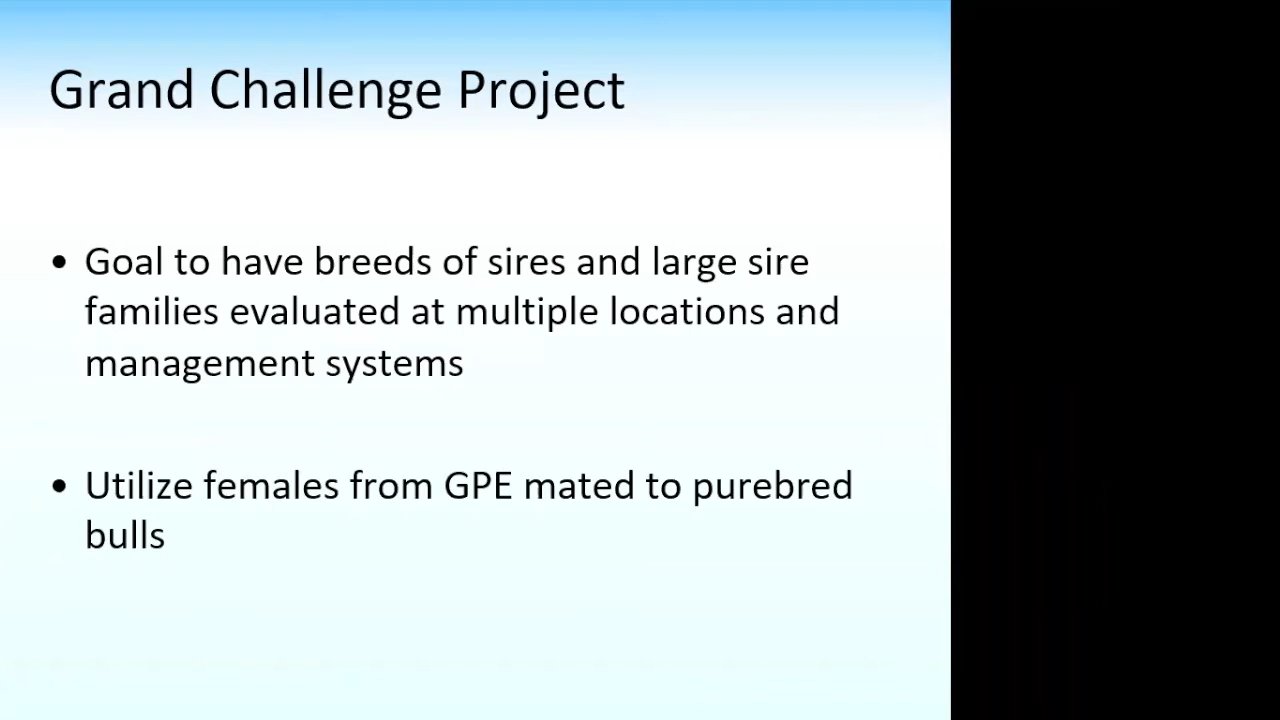 Grand Challenge Project
• Goal to have breeds of sires and large sire
families evaluated at multiple locations and
management systems
• Utilize females from GPE mated to purebred
bulls